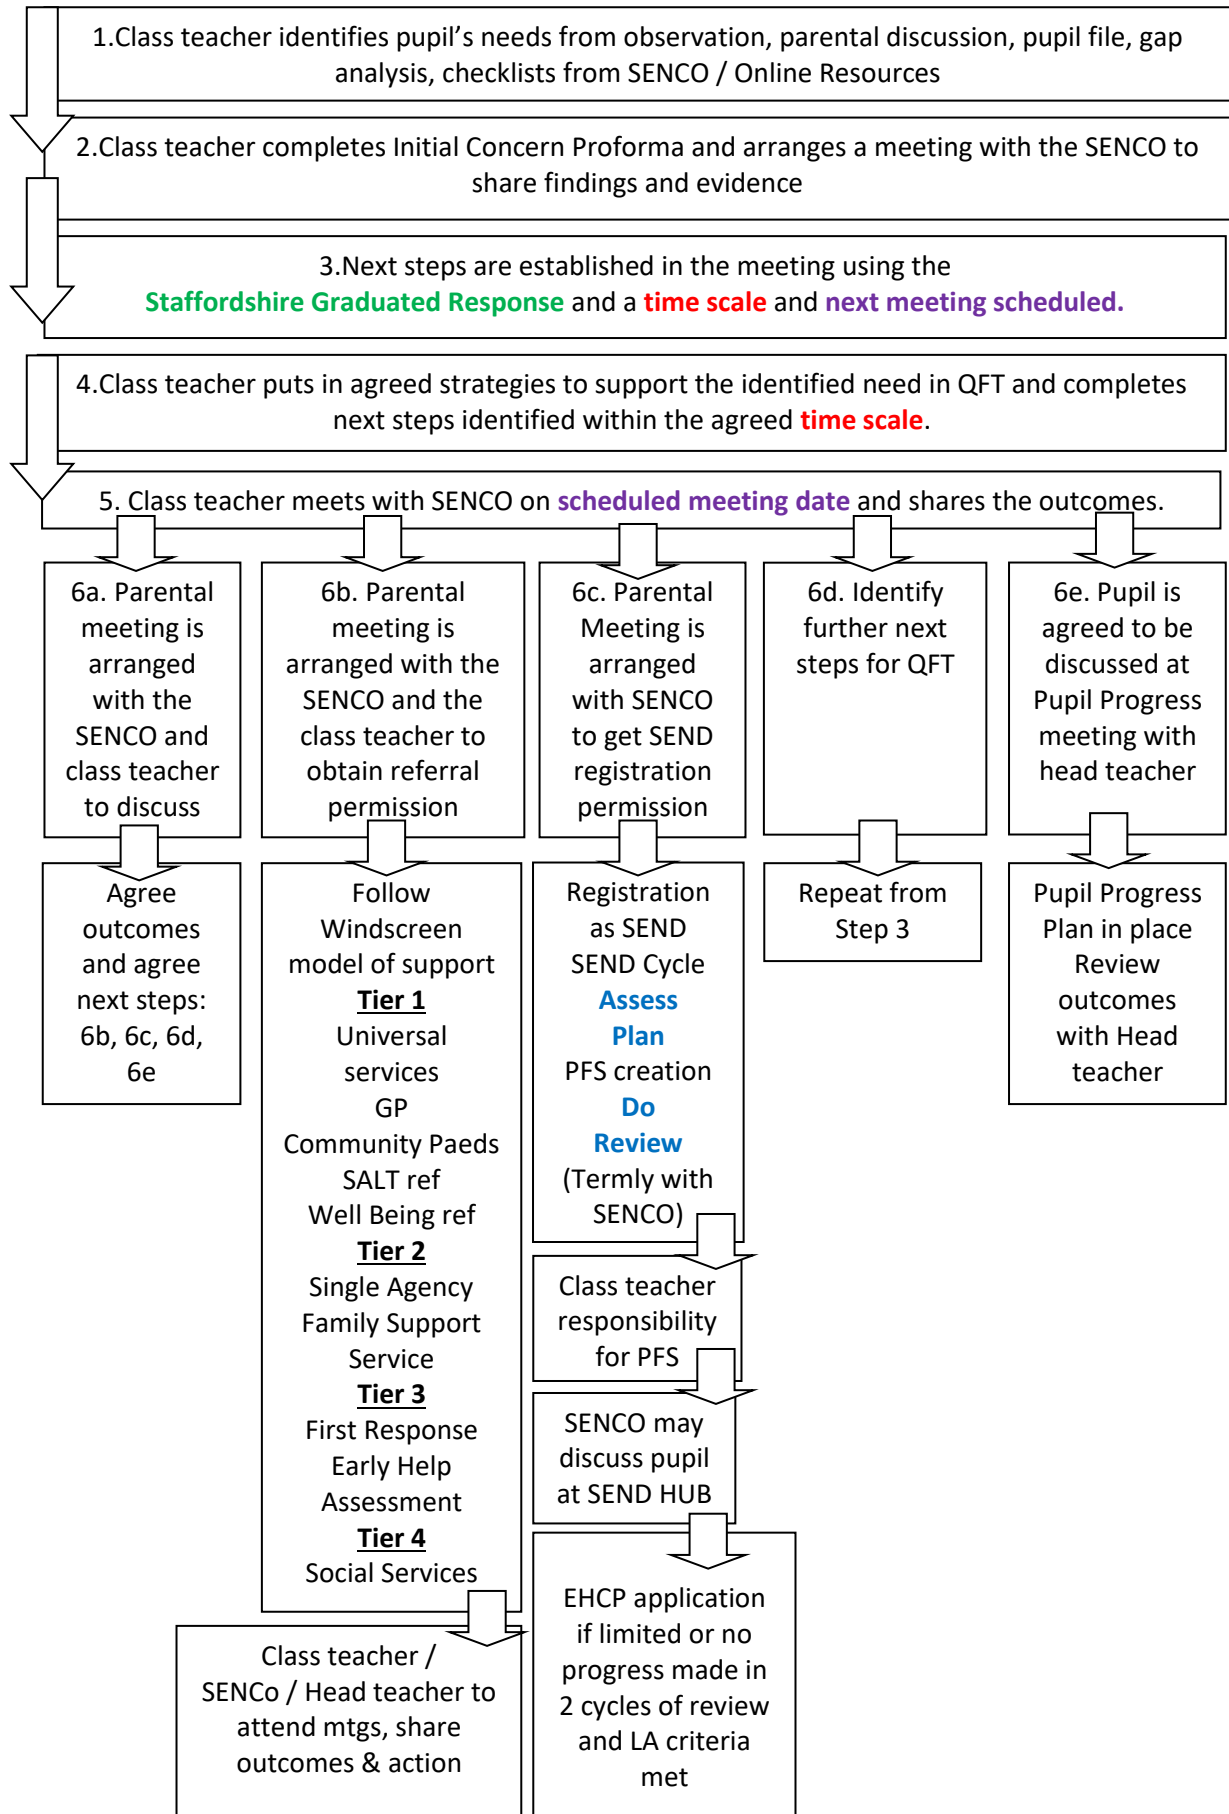 1.Class teacher identifies pupil's needs from observation, parental discussion, pupil file, gap
analysis, checklists from SENCO / Online Resources
2.Class teacher completes Initial Concern Proforma and arranges a meeting with the SENCO to
share findings and evidence
3.Next steps are established in the meeting using the
Staffordshire Graduated Response and a time scale and next meeting scheduled.
4.Class teacher puts in agreed strategies to support the identified need in QFT and completes
next steps identified within the agreed time scale.
5. Class teacher meets with SENCO on scheduled meeting date and shares the outcomes.
6a. Parental
meeting is
arranged
with the
SENCO and
class teacher
to discuss
6b. Parental
meeting is
arranged with the
SENCO and the
class teacher to
obtain referral
permission
6c. Parental
Meeting is
arranged
with SENCO
to get SEND
registration
permission
6d. Identify
further next
steps for QFT
6e. Pupil is
agreed to be
discussed at
Pupil Progress
meeting with
head teacher
Agree
outcomes
and agree
next steps:
6b, 6c, 6d,
6e
Follow
Windscreen
model of support
Tier 1
Universal
services
GP
Community Paeds
SALT ref
Well Being ref
Tier 2
Single Agency
Family Support
Service
Tier 3
First Response
Early Help
Assessment
Tier 4
Social Services
Class teacher /
SENCo / Head teacher to
attend mtgs, share
outcomes & action
Registration
as SEND
SEND Cycle
Assess
Plan
PFS creation
Do
Review
(Termly with
SENCO)
Class teacher
responsibility
for PFS
SENCO may
discuss pupil
at SEND HUB
EHCP application
if limited or no
progress made in
2 cycles of review
and LA criteria
met
Repeat from
Step 3
Pupil Progress
Plan in place
Review
outcomes
with Head
teacher